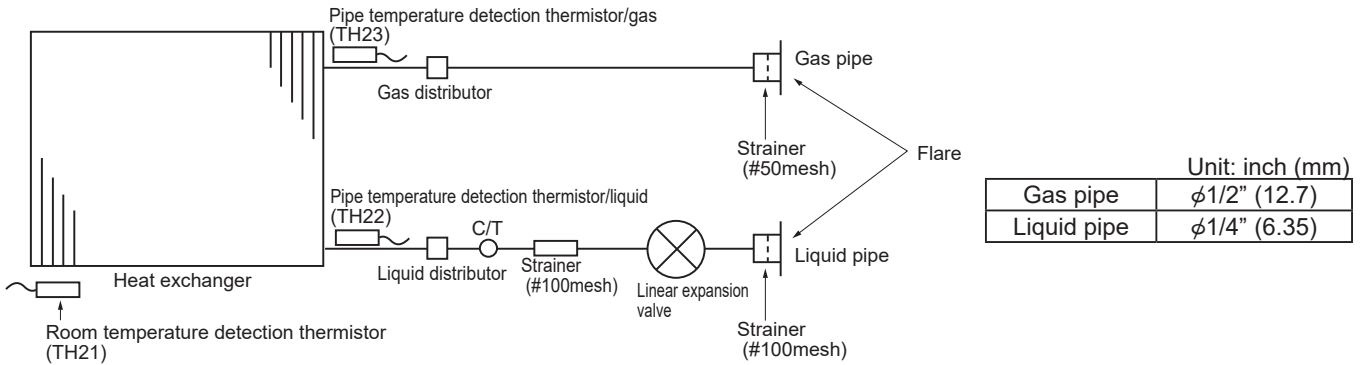 Pipe temperature detection thermistor/gas
(TH23)
Gas pipe
Gas distributor
Strainer
(#50mesh)
Flare
Pipe temperature detection thermistor/liquid
(TH22)
C/T
Liquid distributor
Strainer
(#100mesh)
Linear expansion
valve
Liquid pipe
Strainer
(#100mesh)
Heat exchanger
Room temperature detection thermistor
(TH21)
Unit: inch (mm)
Gas pipe ϕ1/2” (12.7)
Liquid pipe ϕ1/4” (6.35)